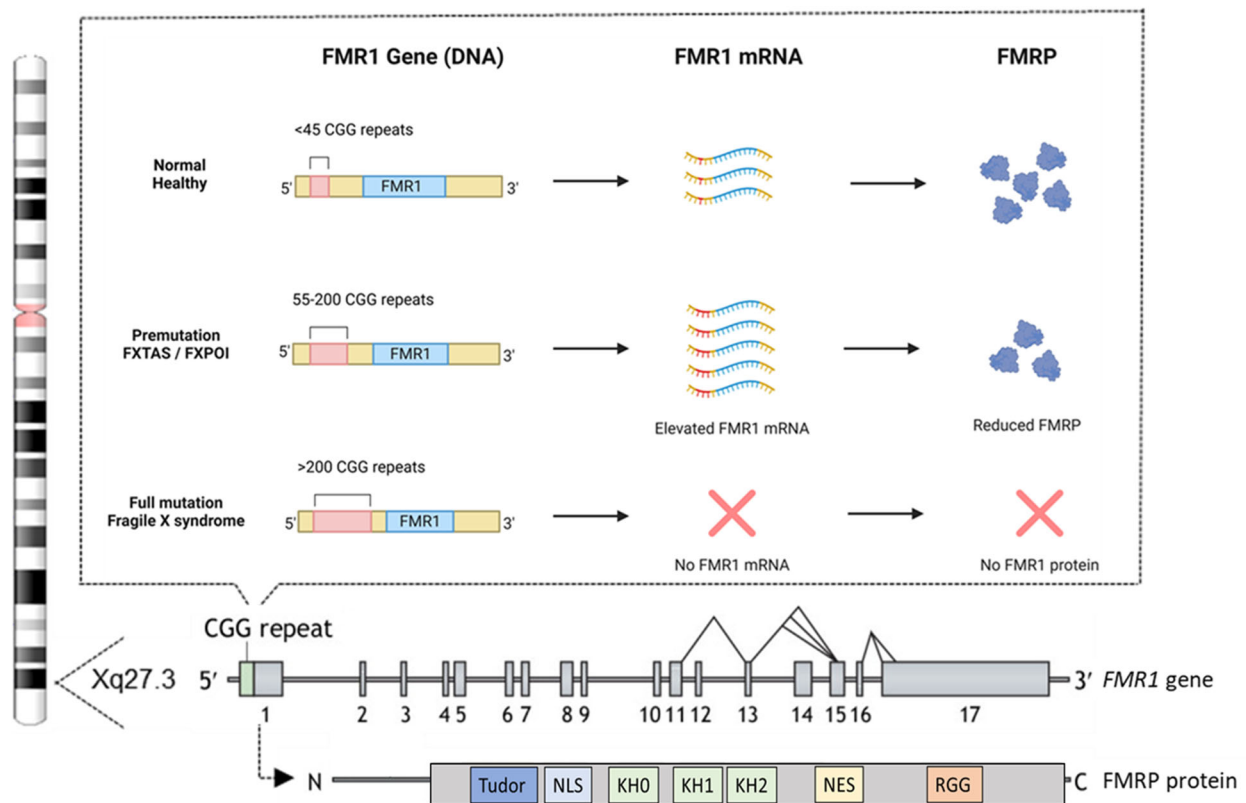 FMR1 Gene (DNA) FMR1 mRNA FMRP
<45 CGG repeats
Normal
Healthy
5' FMR1 3'
55-200 CGG repeats
Premutation
FXTAS / FXPOI
5' FMR1 3'
Elevated FMR1 mRNA Reduced FMRP
>200 CGG repeats
Full mutation
Fragile X syndrome
5' FMR1 3'
No FMR1 mRNA No FMR1 protein
CGG repeat
Xq27.3 5′ 3′ FMR1 gene
1 2 3 4 5 6 7 8 9 10 11 12 13 14 15 16 17
N Tudor NLS KH0 KH1 KH2 NES RGG C FMRP protein